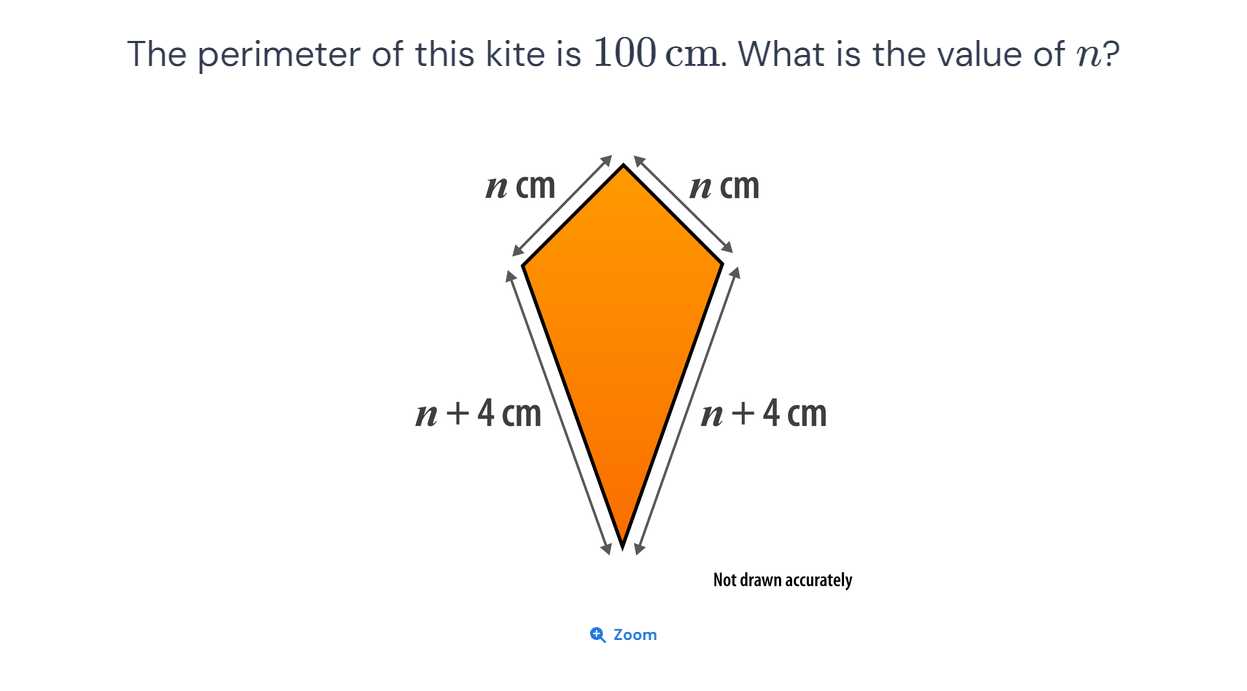 The perimeter of this kite is 100 cm. What is the value of n?
n cm
n cm
n + 4 cm
n + 4 cm
Not drawn accurately
Zoom